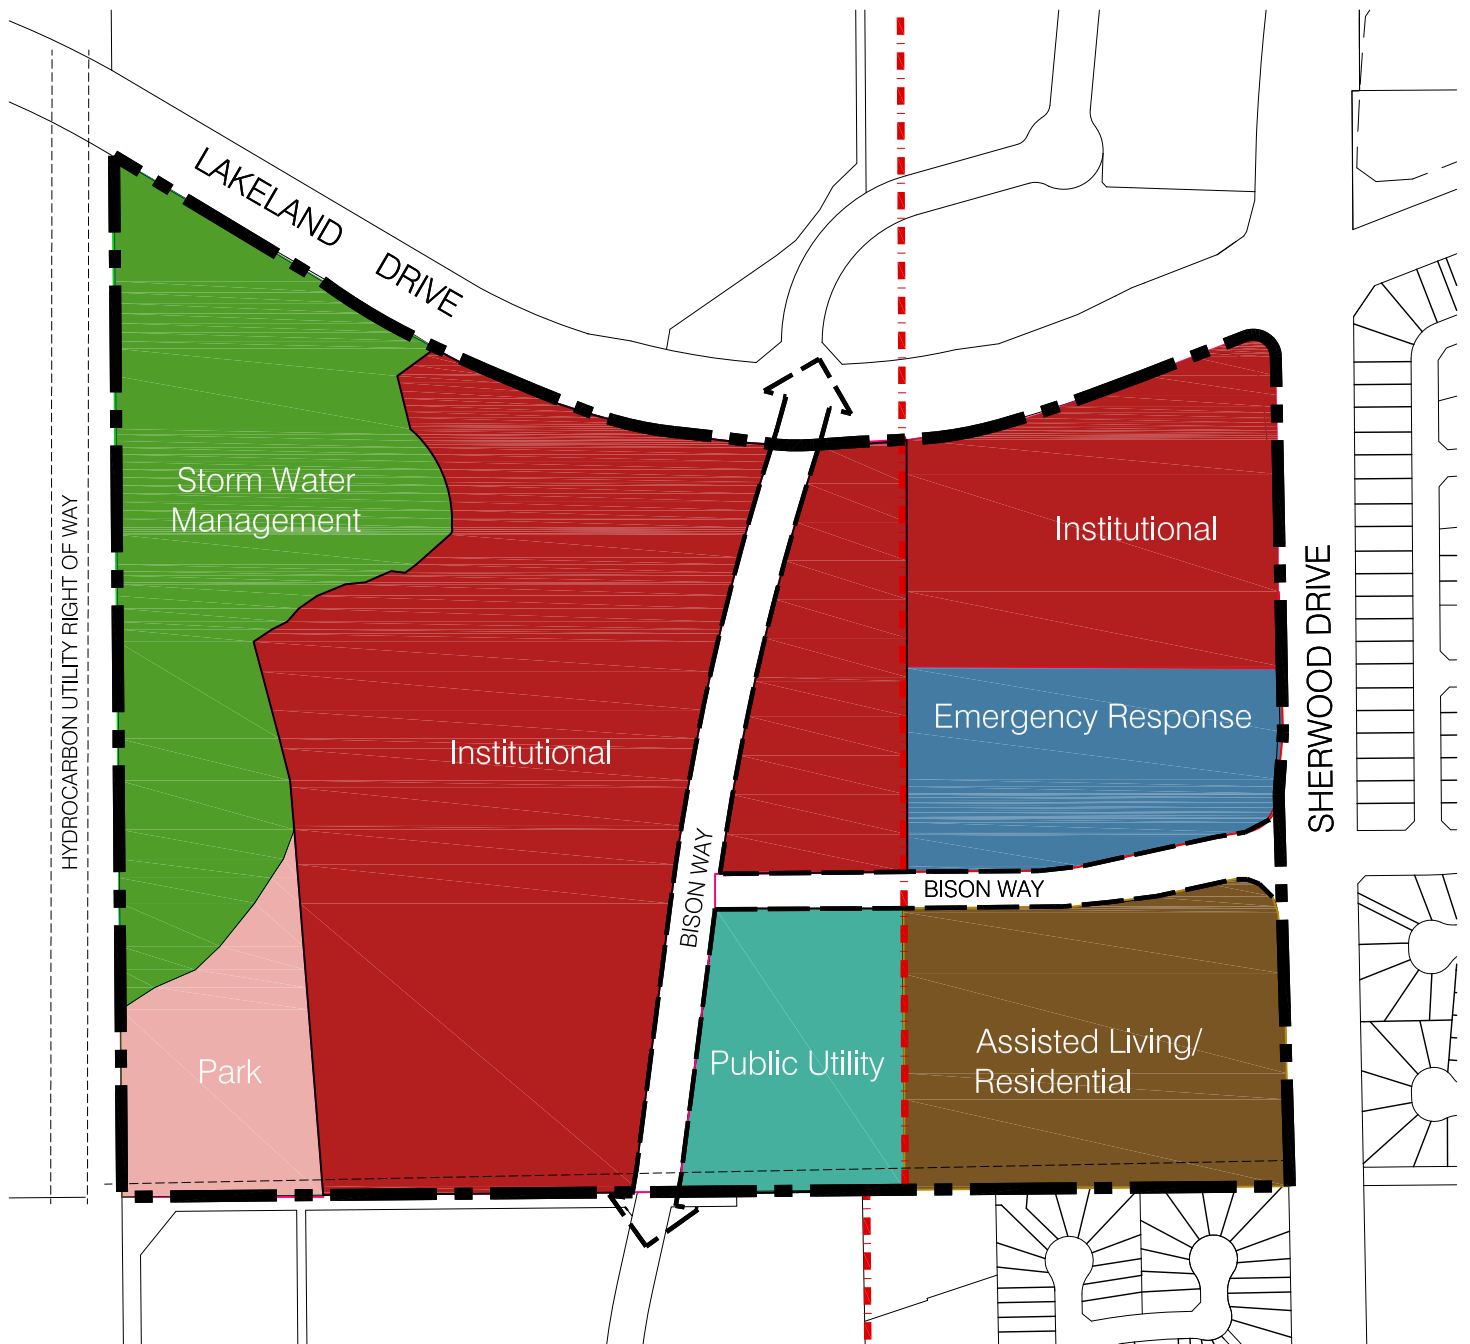 LAKELAND DRIVE
Storm Water
Management
Institutional
HYDROCARBON UTILITY RIGHT OF WAY
SHERWOOD DRIVE
Emergency Response
Institutional
BISON WAY
BISON WAY
Assisted Living/
Residential
Public Utility
Park